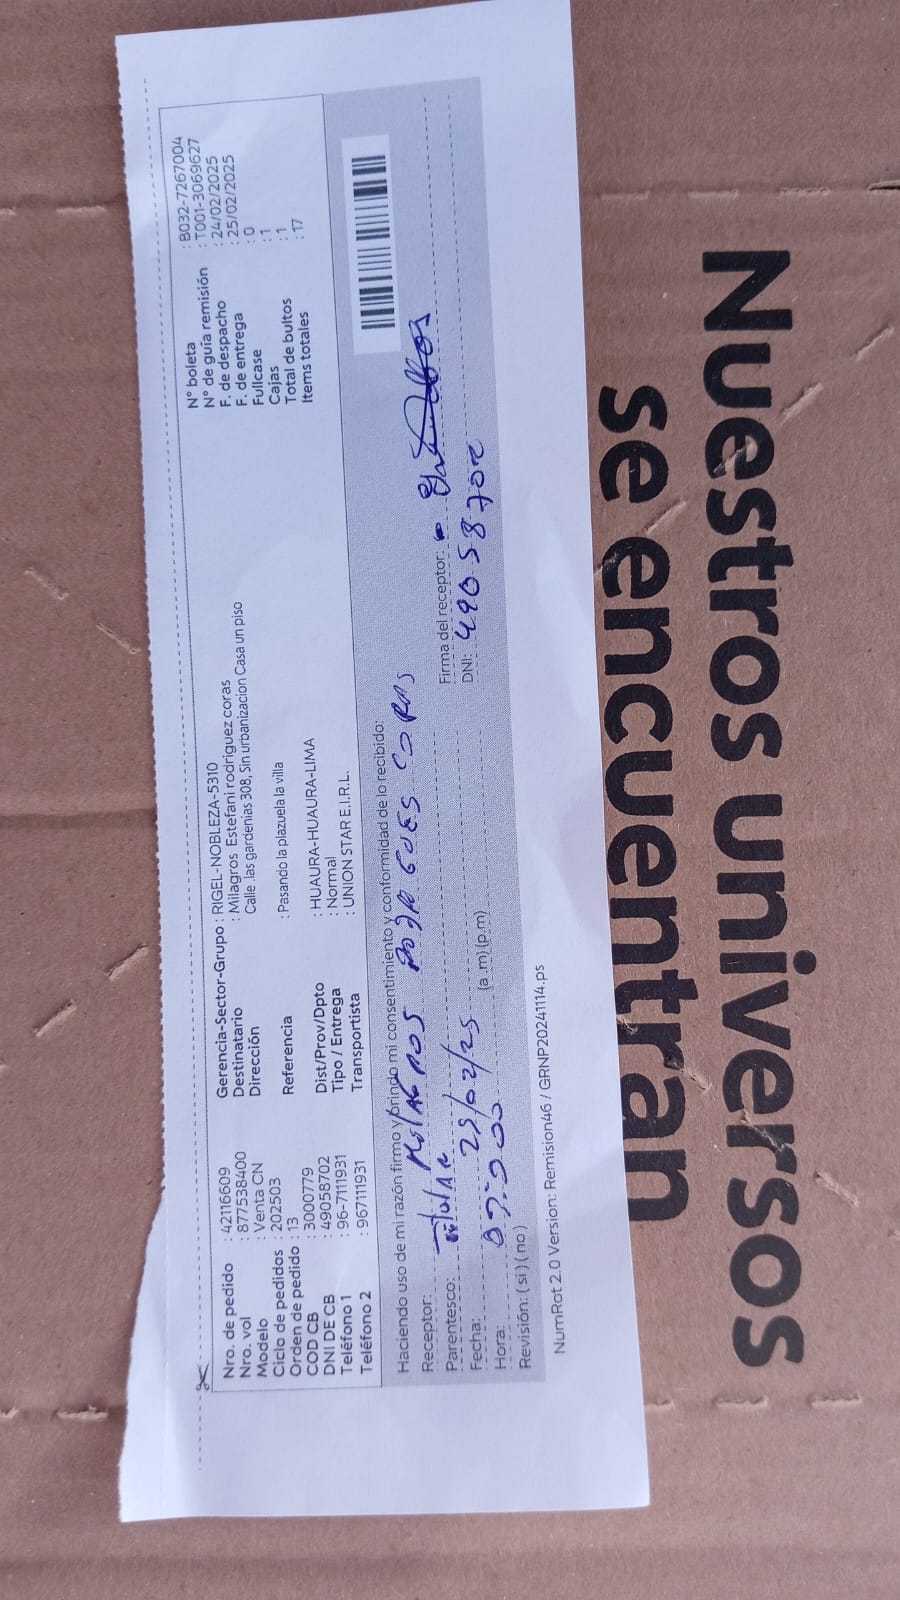 Nro. de pedido : 42116609
Nro. vol : 877538400
Modelo : Venta CN
Ciclo de pedidos : 202503
Orden de pedido : 13
COD CB : 3000779
DNI DE CB : 49058702
Teléfono 1 : 96-7111931
Teléfono 2 : 967111931
Gerencia-Sector-Grupo : RIGEL-NOBLEZA-5310
Destinatario : Milagros Estefani rodriguez coras
Dirección : Calle .las gardenias 308, Sin urbanizacion Casa un piso
Referencia : Pasando la plazuela la villa
Dist/Prov/Dpto : HUAURA-HUAURA-LIMA
Tipo / Entrega : Normal
Transportista : UNION STAR E.I.R.L.
N° boleta : B032-7267004
N° de guía remisión : T001-3069627
F. de despacho : 24/02/2025
F. de entrega : 25/02/2025
Fullcase : 0
Cajas : 1
Total de bultos : 1
Items totales : 17
Haciendo uso de mi razón firmo y brindo mi consentimiento y conformidad de lo recibido:
Receptor: Milagros Rodrigues CORAS
Parentesco: Titular
Firma del receptor:
Fecha: 25/02/25
DNI: 49058702
Hora: 07:00 (a .m) (p.m)
Revisión: ( si ) ( no )
NumRot 2.0 Version: Remision46 / GRNP20241114.ps
Nuestros universos
se encuentran